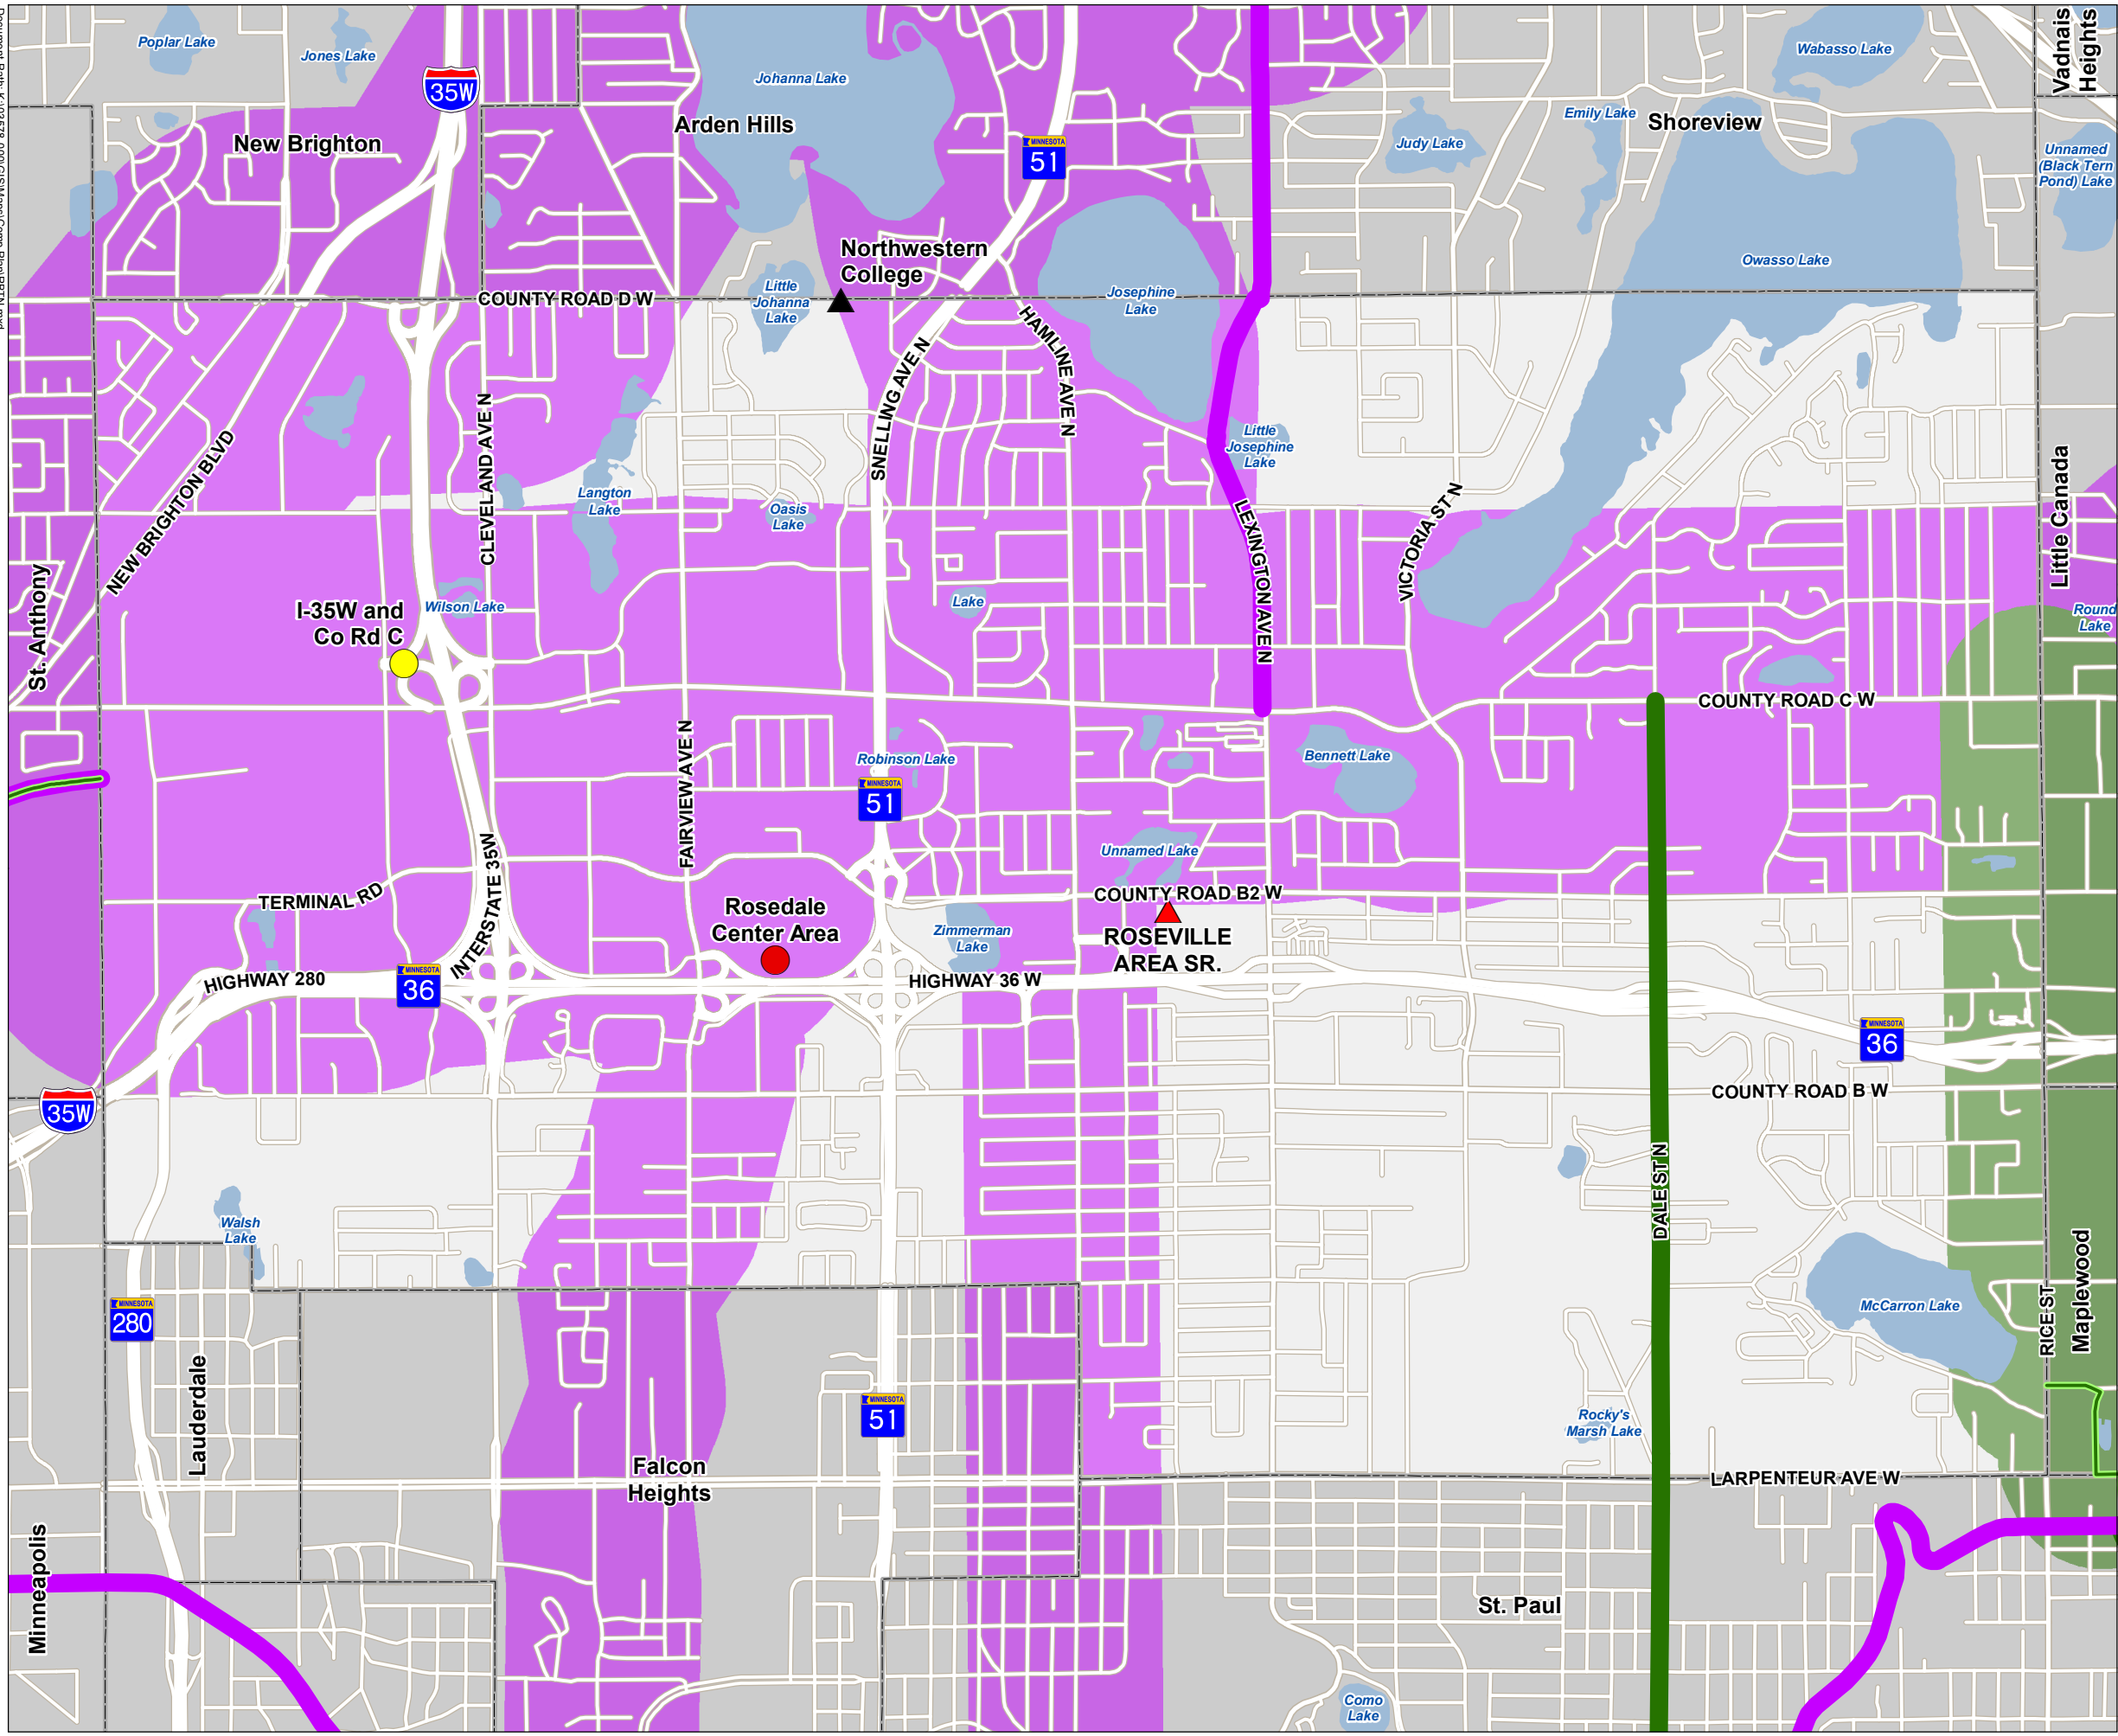 Poplar Lake
Jones Lake
35W
New Brighton
Johanna Lake
Arden Hills
MINNESOTA
51
Wabasso Lake
Emily Lake
Shoreview
Judy Lake
Vadnais
Heights
Unnamed
(Black Tern
Pond) Lake
Northwestern
College
Little
Johanna
Lake
Josephine
Lake
Owasso Lake
COUNTY ROAD D W
HAMLINE AVE N
SNELLING AVE N
CLEVELAND AVE N
NEW BRIGHTON BLVD
Langton
Lake
Oasis
Lake
Little
Josephine
Lake
LEXINGTON AVE N
VICTORIA ST N
Little Canada
St. Anthony
I-35W and
Co Rd C
Wilson Lake
Lake
Round
Lake
COUNTY ROAD C W
FAIRVIEW AVE N
Robinson Lake
MINNESOTA
51
Bennett Lake
Unnamed Lake
INTERSTATE 35W
TERMINAL RD
COUNTY ROAD B2 W
Rosedale
Center Area
Zimmerman
Lake
ROSEVILLE
AREA SR.
HIGHWAY 280
MINNESOTA
36
HIGHWAY 36 W
MINNESOTA
36
35W
COUNTY ROAD B W
DALE ST N
Walsh
Lake
MINNESOTA
280
McCarron Lake
RICE ST
Maplewood
Lauderdale
MINNESOTA
51
Rocky's
Marsh Lake
Falcon
Heights
LARPENTEUR AVE W
Minneapolis
St. Paul
Como
Lake